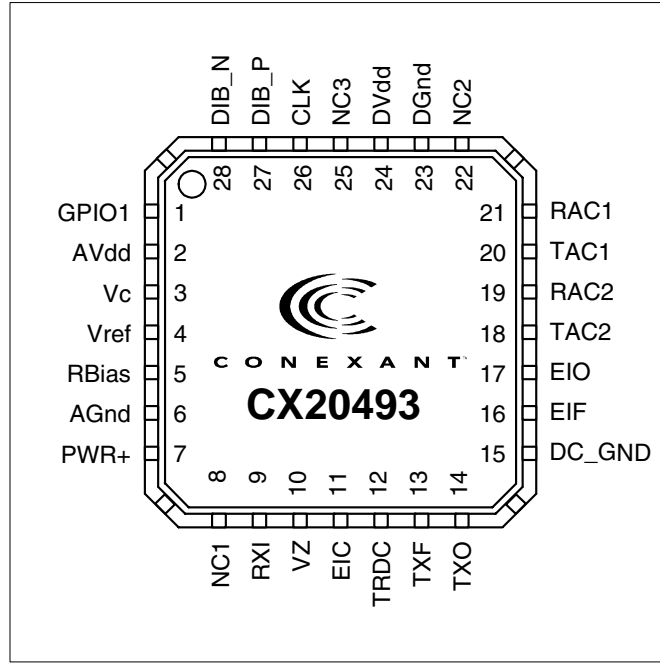 DIB_N
DIB_P
CLK
NC3
DVdd
DGnd
NC2
28
27
26
25
24
23
22
GPIO1 1
AVdd 2
Vc 3
Vref 4
RBias 5
AGnd 6
PWR+ 7
21 RAC1
20 TAC1
19 RAC2
18 TAC2
17 EIO
16 EIF
15 DC_GND
CONEXANT™
CX20493
8
9
10
11
12
13
14
NC1
RXI
VZ
EIC
TRDC
TXF
TXO